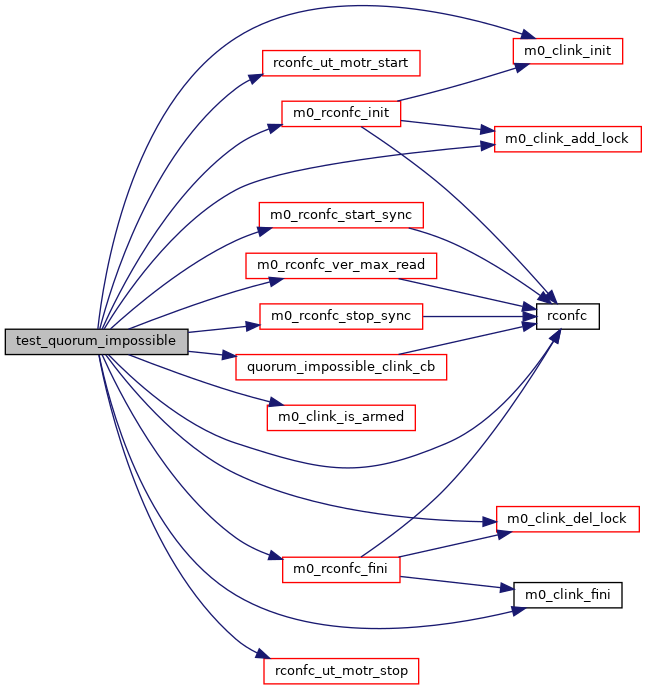 m0_clink_init
rconfc_ut_motr_start
m0_rconfc_init
m0_clink_add_lock
m0_rconfc_start_sync
m0_rconfc_ver_max_read
m0_rconfc_stop_sync
rconfc
test_quorum_impossible
quorum_impossible_clink_cb
m0_clink_is_armed
m0_clink_del_lock
m0_rconfc_fini
m0_clink_fini
rconfc_ut_motr_stop